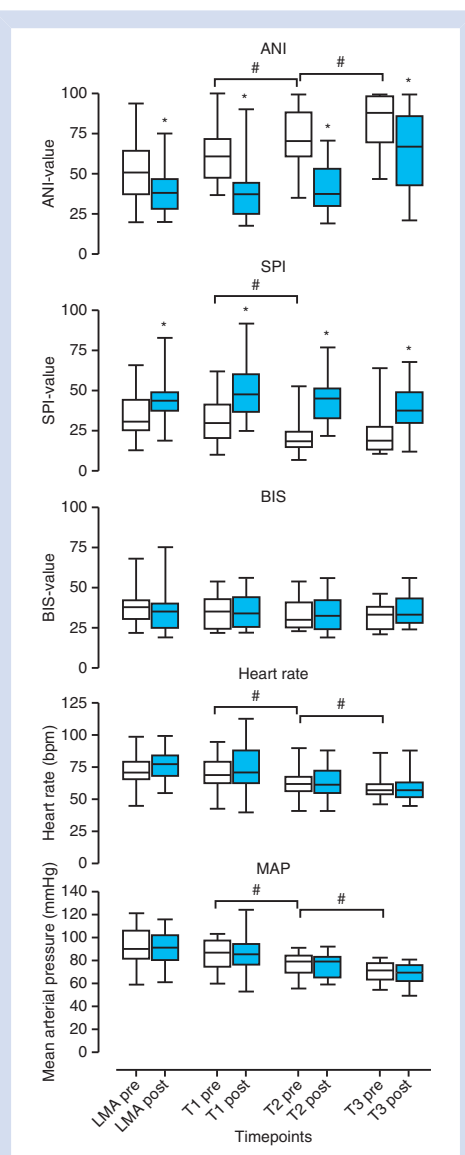 ANI
#
#
100
75
50
25
0
ANI-value
*
*
*
*
SPI
#
100
75
50
25
0
SPI-value
*
*
*
*
BIS
100
75
50
25
0
BIS-value
Heart rate
#
#
125
100
75
50
25
0
Heart rate (bpm)
MAP
#
#
140
120
100
80
60
40
20
0
Mean arterial pressure (mmHg)
LMA pre
LMA post
T1 pre
T1 post
T2 pre
T2 post
T3 pre
T3 post
Timepoints